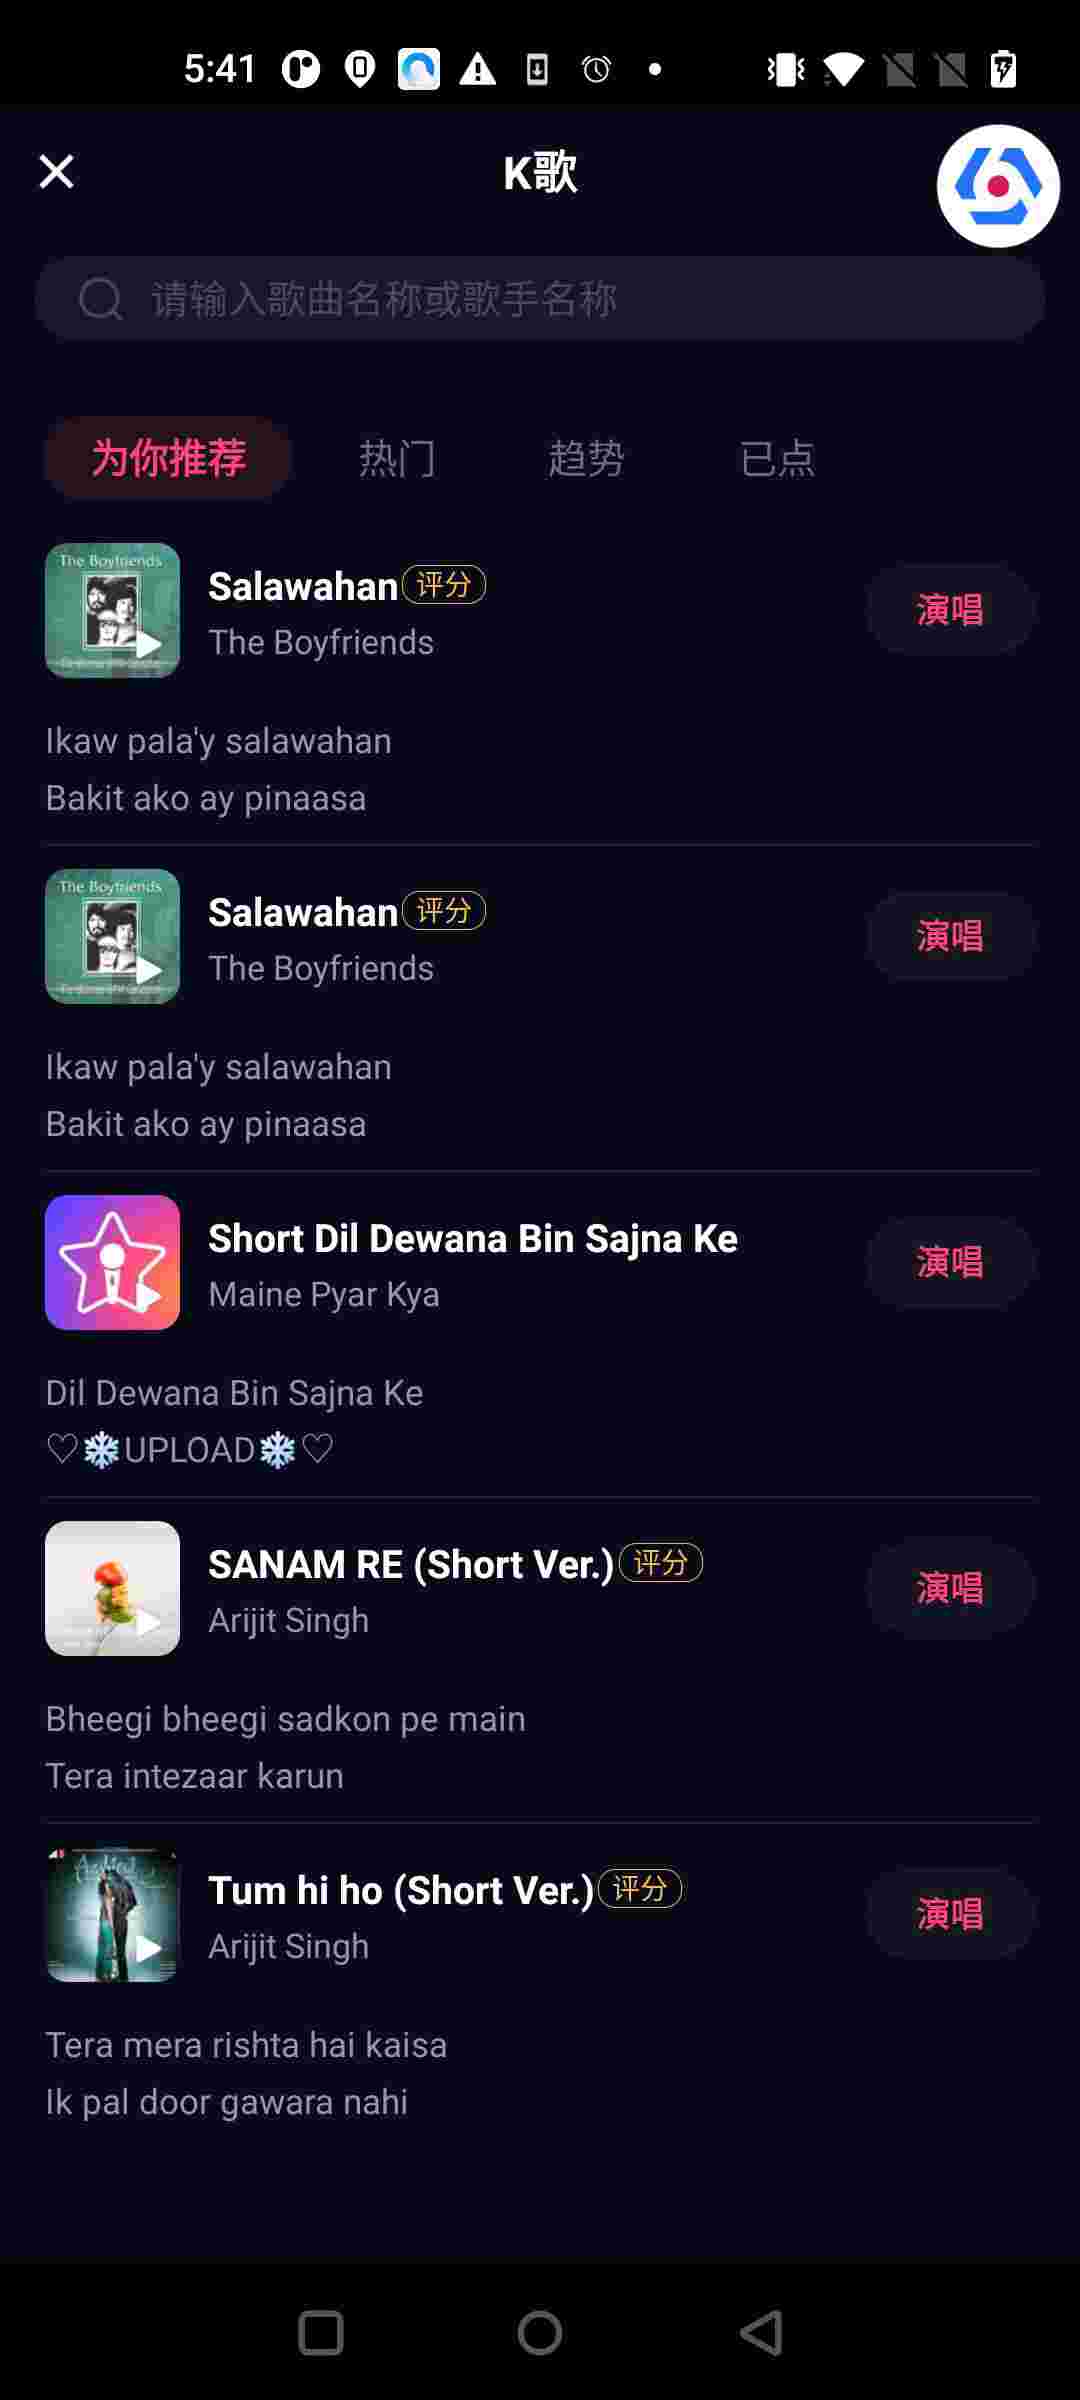 5:41
K歌
请输入歌曲名称或歌手名称
为你推荐 热门 趋势 已点
The Boyfriends
Salawahan 评分
The Boyfriends
演唱
Ikaw pala'y salawahan
Bakit ako ay pinaasa
The Boyfriends
Salawahan 评分
The Boyfriends
演唱
Ikaw pala'y salawahan
Bakit ako ay pinaasa
Short Dil Dewana Bin Sajna Ke
Maine Pyar Kya
演唱
Dil Dewana Bin Sajna Ke
♡❄UPLOAD❄♡
SANAM RE (Short Ver.) 评分
Arijit Singh
演唱
Bheegi bheegi sadkon pe main
Tera intezaar karun
Tum hi ho (Short Ver.) 评分
Arijit Singh
演唱
Tera mera rishta hai kaisa
Ik pal door gawara nahi